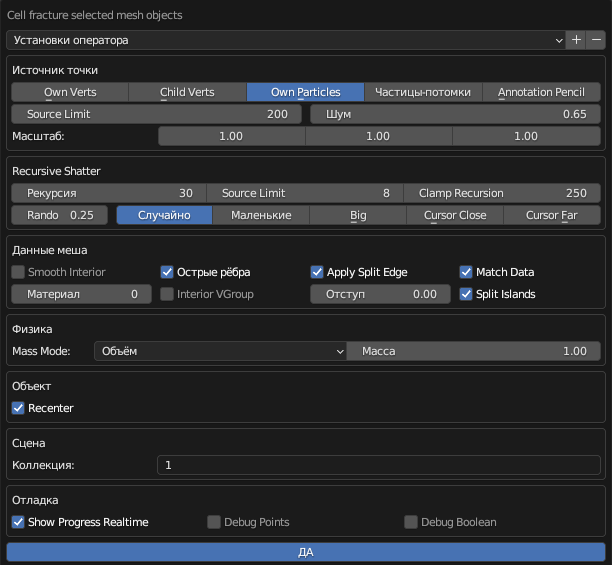 Cell fracture selected mesh objects
Установки оператора
Источник точки
Own Verts Child Verts Own Particles Частицы-потомки Annotation Pencil
Source Limit 200 Шум 0.65
Масштаб: 1.00 1.00 1.00
Recursive Shatter
Рекурсия 30 Source Limit 8 Clamp Recursion 250
Rando 0.25 Случайно Маленькие Big Cursor Close Cursor Far
Данные меша
Smooth Interior Острые рёбра Apply Split Edge Match Data
Материал 0 Interior VGroup Отступ 0.00 Split Islands
Физика
Mass Mode: Объём Масса 1.00
Объект
Recenter
Сцена
Коллекция: 1
Отладка
Show Progress Realtime Debug Points Debug Boolean
ДА